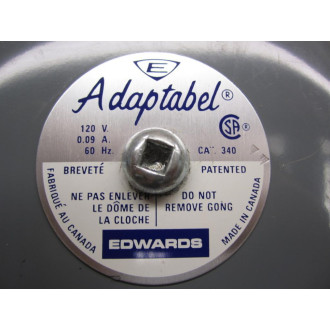 E
Adaptabel®
120 V.
0.09 A.
60 Hz.
SA®
CAT. 340
BREVETÉ
PATENTED
NE PAS ENLEVER
LE DÔME DE
LA CLOCHE
DO NOT
REMOVE GONG
FABRIQUÉ AU CANADA
MADE IN CANADA
EDWARDS